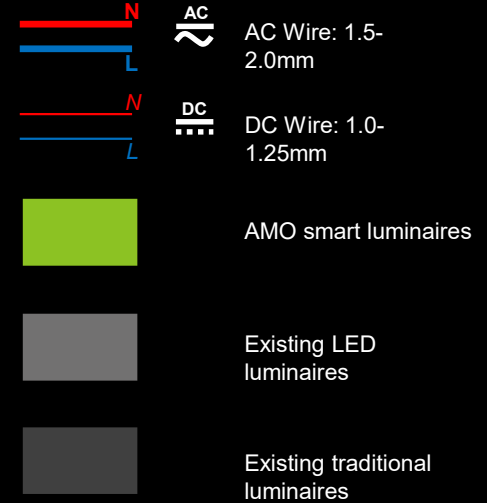 N
AC
L
AC Wire: 1.5-
2.0mm
N
DC
L
DC Wire: 1.0-
1.25mm
AMO smart luminaires
Existing LED
luminaires
Existing traditional
luminaires